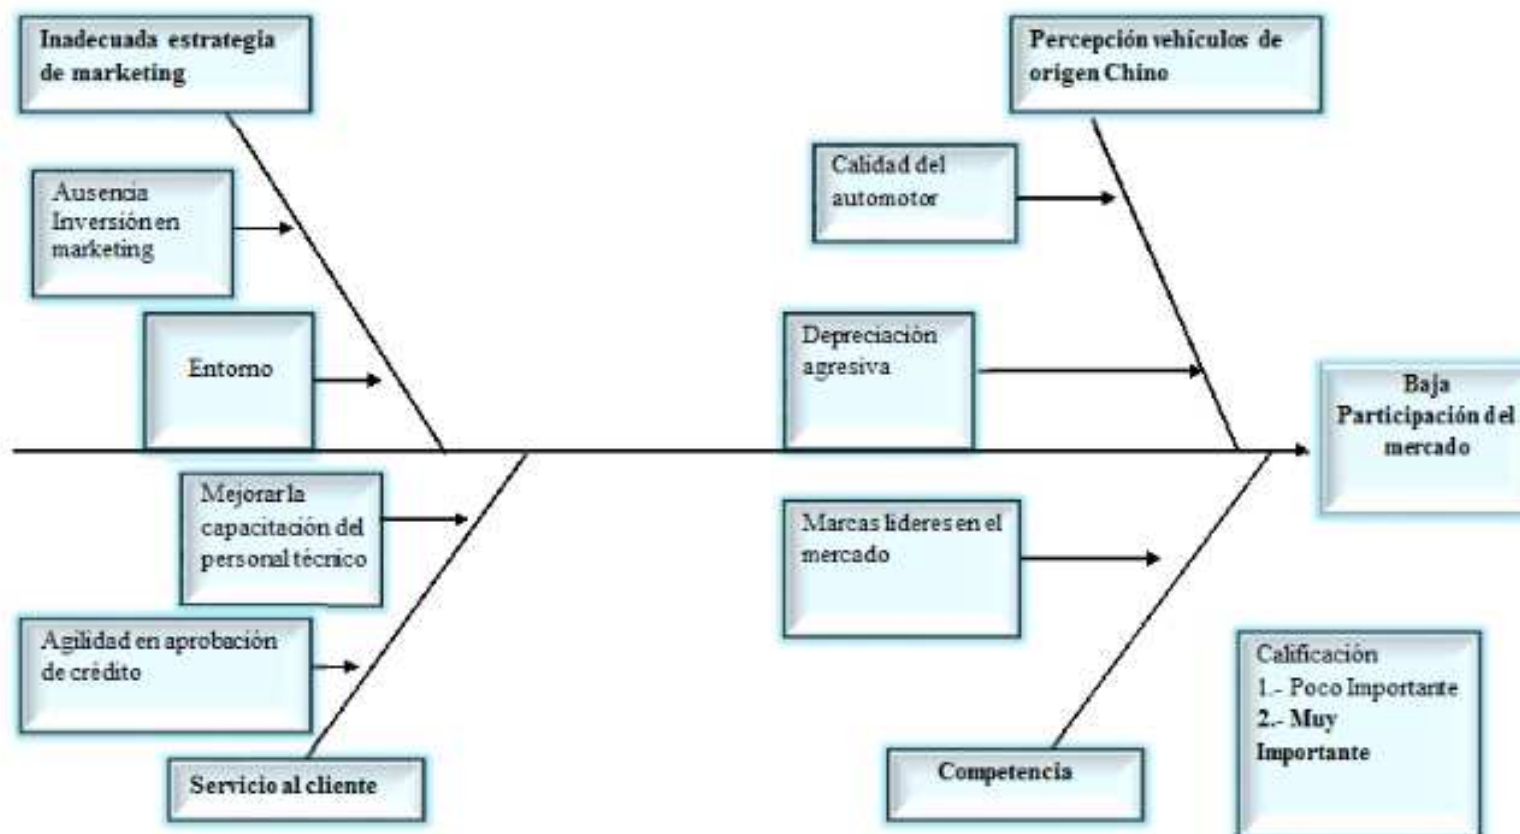 Inadecuada estrategia
de marketing
Percepción vehículos de
origen Chino
Ausencia
Inversión en
marketing
Calidad del
automotor
Entorno
Depreciación
agresiva
Baja
Participación del
mercado
Mejorar la
capacitación del
personal técnico
Marcas lideres en el
mercado
Agilidad en aprobación
de crédito
Calificación
1.- Poco Importante
2.- Muy
Importante
Servicio al cliente
Competencia